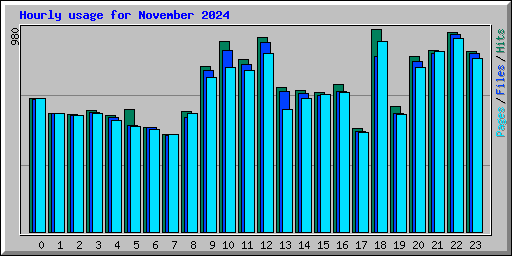 Hourly usage for November 2024
980
Pages/Files/Hits
0 1 2 3 4 5 6 7 8 9 10 11 12 13 14 15 16 17 18 19 20 21 22 23